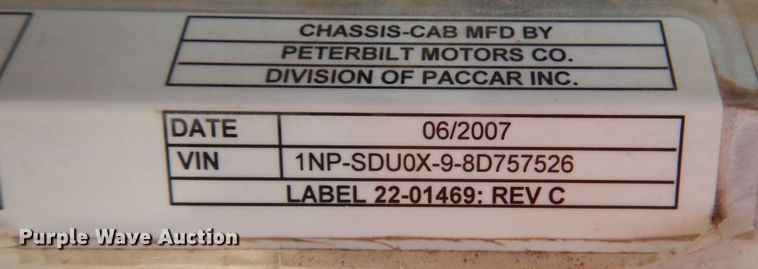 CHASSIS-CAB MFD BY
PETERBILT MOTORS CO.
DIVISION OF PACCAR INC.
DATE 06/2007
VIN 1NP-SDU0X-9-8D757526
LABEL 22-01469: REV C
Purple Wave Auction